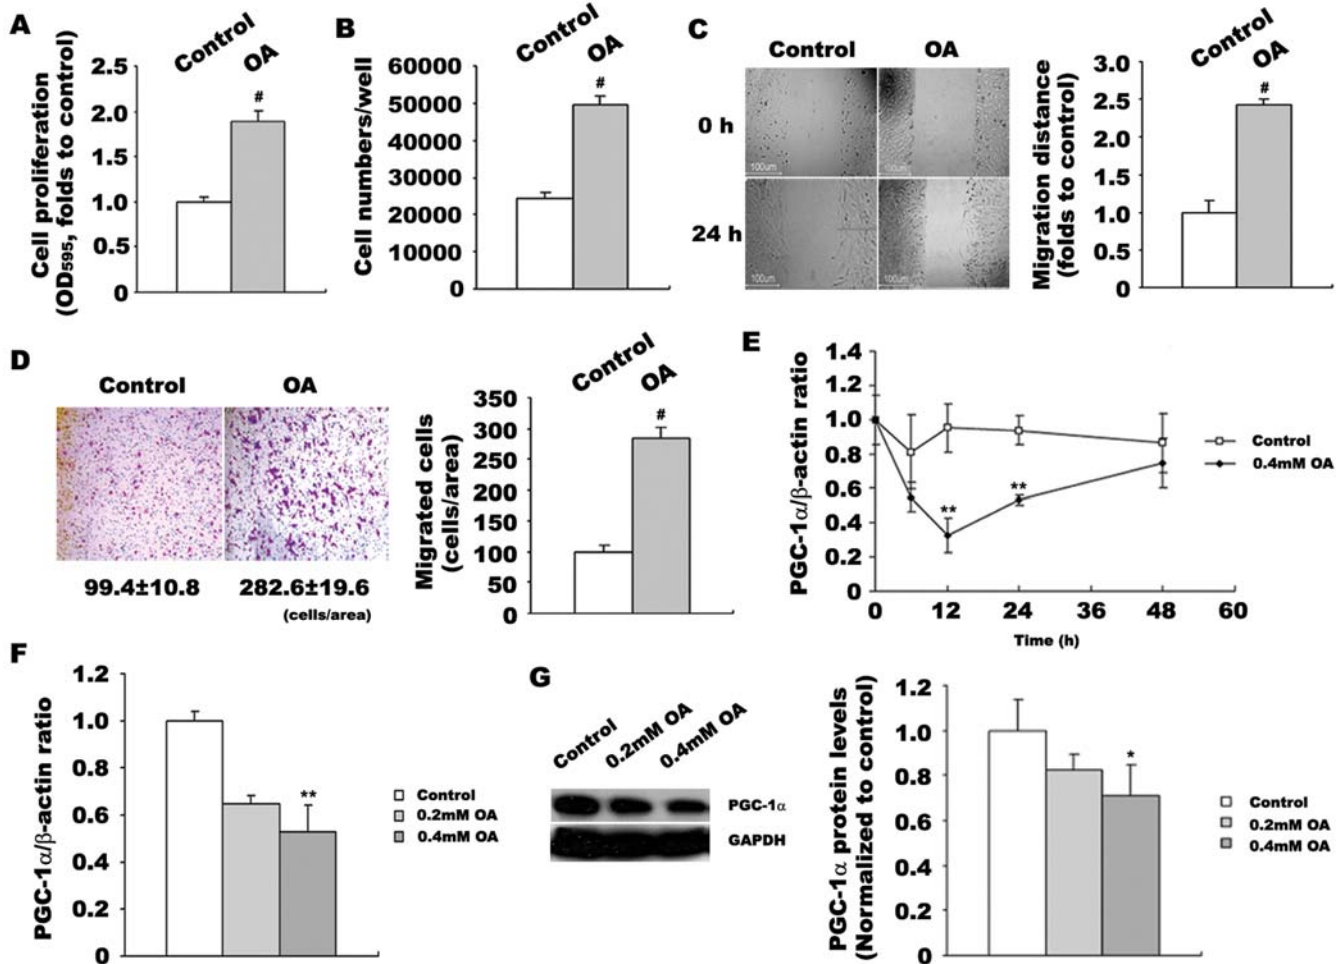 A
Cell proliferation
(OD595, folds to control)
2.5
2.0
1.5
1.0
0.5
0
Control
OA
#
B
Cell numbers/well
60000
50000
40000
30000
20000
10000
0
Control
OA
#
C
Control
OA
0 h
24 h
100um
100um
100um
100um
Migration distance
(folds to control)
3.0
2.5
2.0
1.5
1.0
0.5
0
Control
OA
#
D
Control
OA
99.4±10.8
282.6±19.6
(cells/area)
Migrated cells
(cells/area)
350
300
250
200
150
100
50
0
Control
OA
#
E
PGC-1α/β-actin ratio
1.4
1.2
1.0
0.8
0.6
0.4
0.2
0
**
**
0
12
24
36
48
60
Time (h)
Control
0.4mM OA
F
PGC-1α/β-actin ratio
1.2
1.0
0.8
0.6
0.4
0.2
0
**
Control
0.2mM OA
0.4mM OA
G
Control
0.2mM OA
0.4mM OA
PGC-1α
GAPDH
PGC-1α protein levels
(Normalized to control)
1.2
1.0
0.8
0.6
0.4
0.2
0
*
Control
0.2mM OA
0.4mM OA